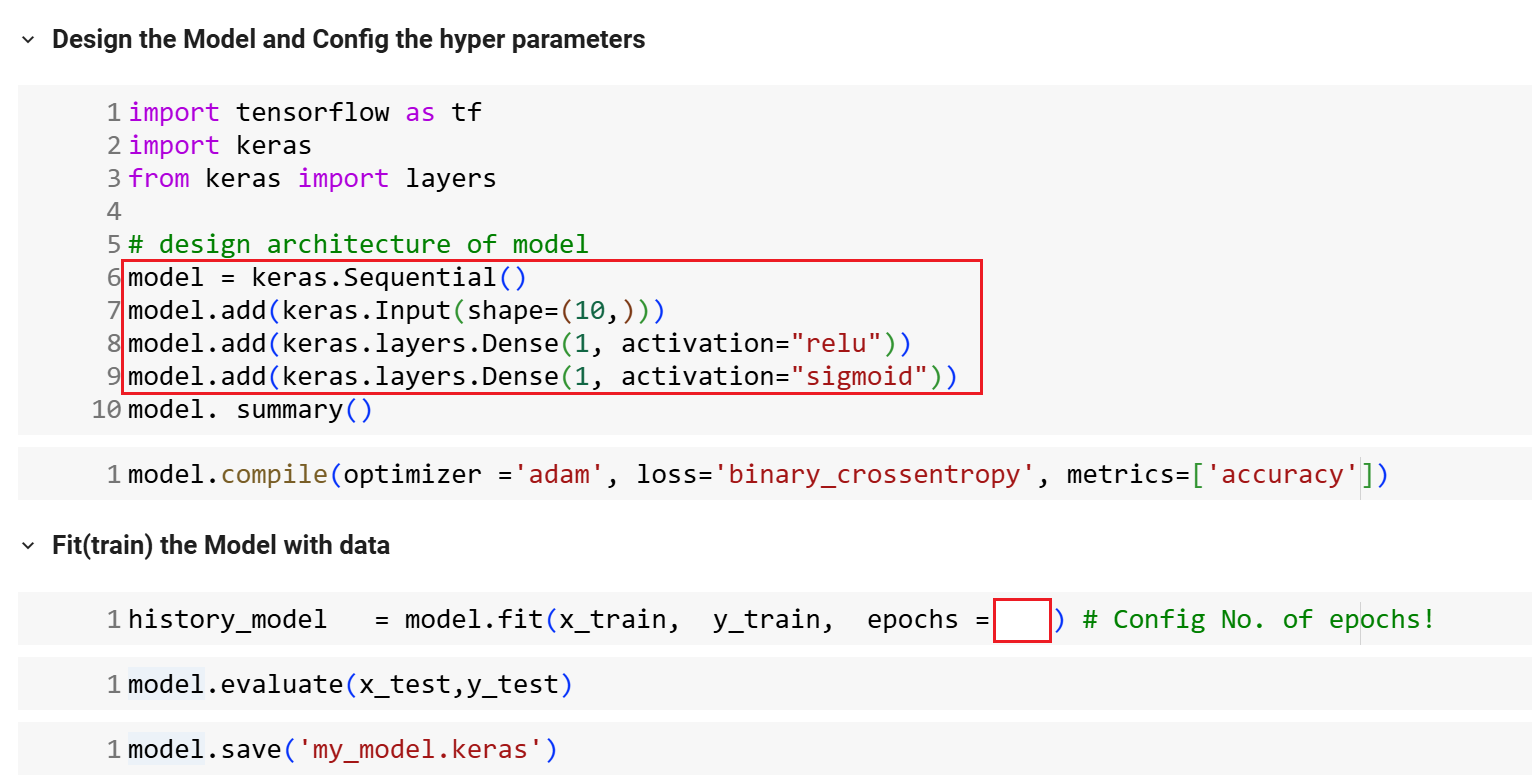 Design the Model and Config the hyper parameters
1 import tensorflow as tf
2 import keras
3 from keras import layers
4
5 # design architecture of model
6 model = keras.Sequential()
7 model.add(keras.Input(shape=(10,)))
8 model.add(keras.layers.Dense(1, activation="relu"))
9 model.add(keras.layers.Dense(1, activation="sigmoid"))
10 model. summary()
1 model.compile(optimizer ='adam', loss='binary_crossentropy', metrics=['accuracy'])
Fit(train) the Model with data
1 history_model   = model.fit(x_train,  y_train,  epochs =    ) # Config No. of epochs!
1 model.evaluate(x_test,y_test)
1 model.save('my_model.keras')